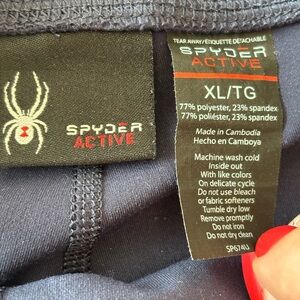 SPYDER
ACTIVE
TEAR AWAY/ÉTIQUETTE DÉTACHABLE
SPYDER
ACTIVE
XL/TG
77% polyester, 23% spandex
77% poliéster, 23% spandex
Made in Cambodia
Hecho en Camboya
Machine wash cold
Inside out
With like colors
On delicate cycle
Do not use bleach
or fabric softeners
Tumble dry low
Remove promptly
Do not iron
Do not dry clean
SP674U